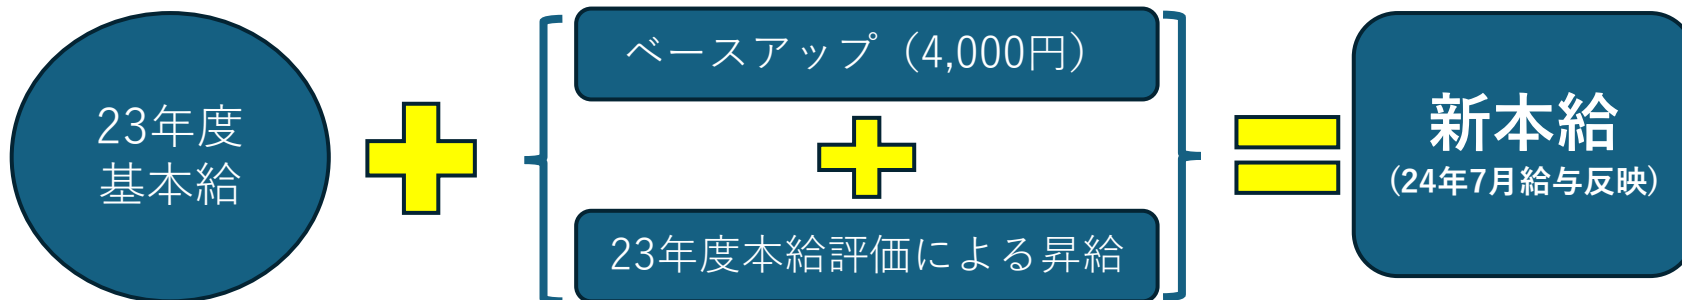 23年度
基本給
ベースアップ（4,000円）
23年度本給評価による昇給
新本給
（24年7月給与反映）